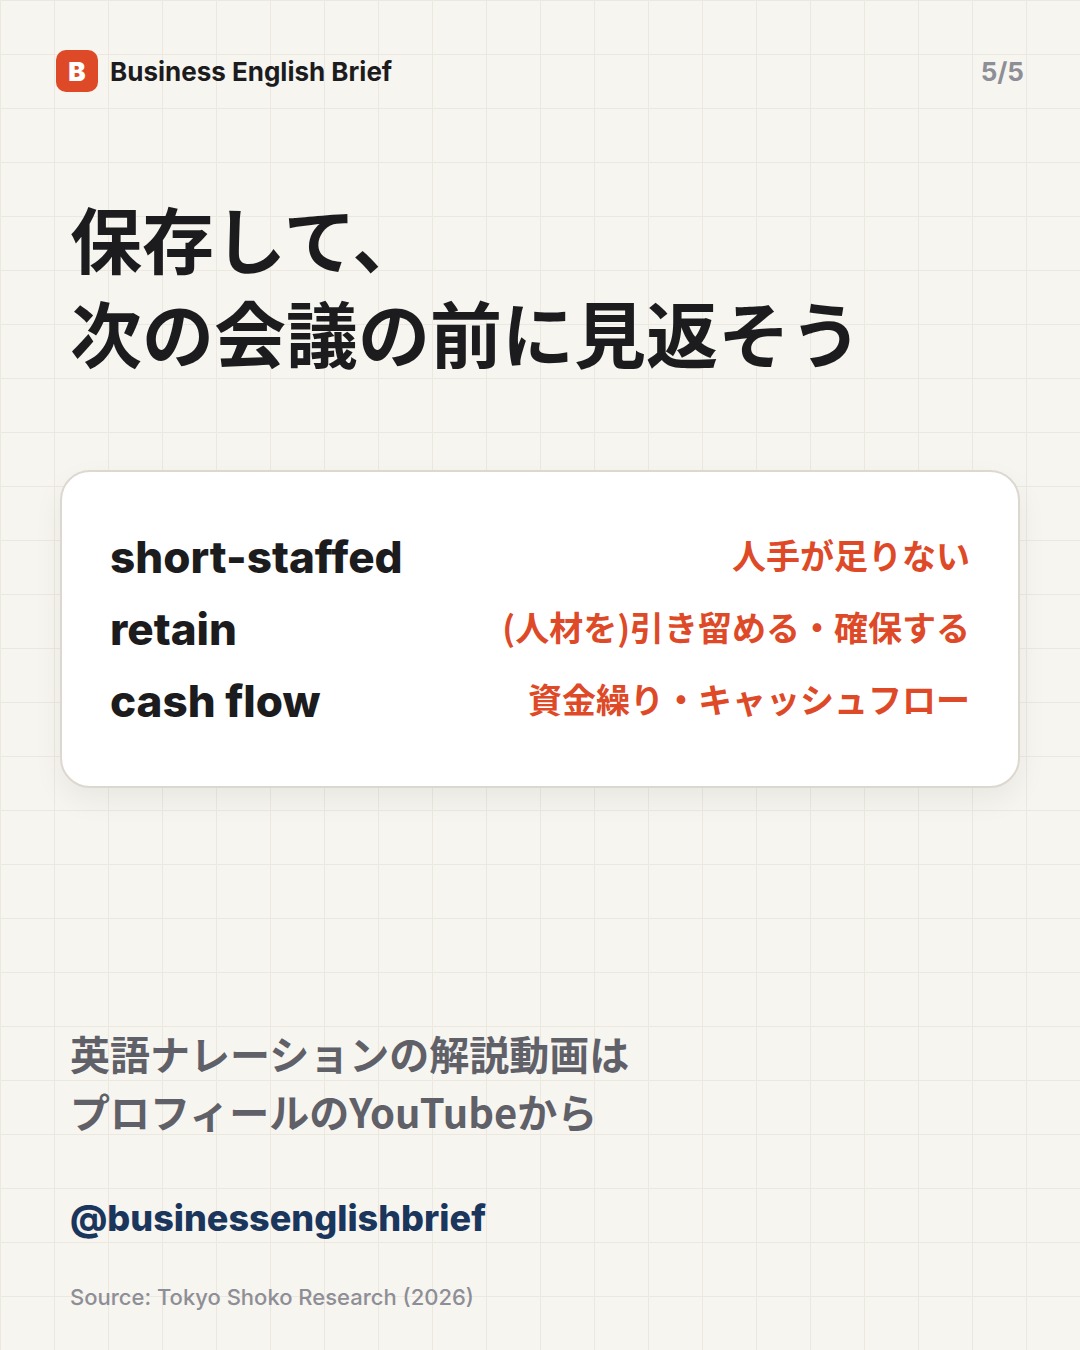 B Business English Brief 5/5
保存して、
次の会議の前に見返そう
short-staffed 人手が足りない
retain (人材を)引き留める・確保する
cash flow 資金繰り・キャッシュフロー
英語ナレーションの解説動画は
プロフィールのYouTubeから
@businessenglishbrief
Source: Tokyo Shoko Research (2026)